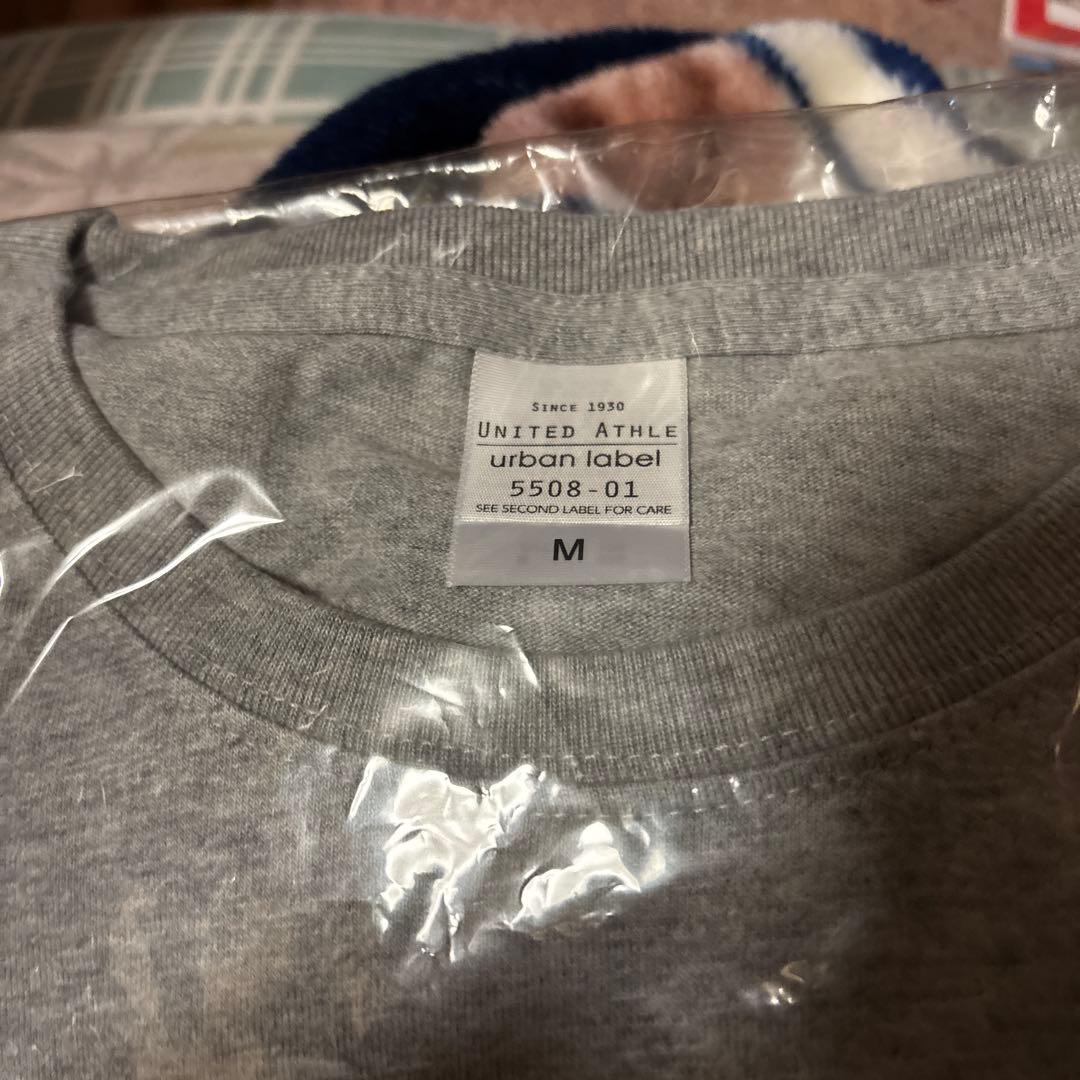 SINCE 1930
UNITED ATHLE
urban label
5508-01
SEE SECOND LABEL FOR CARE
M